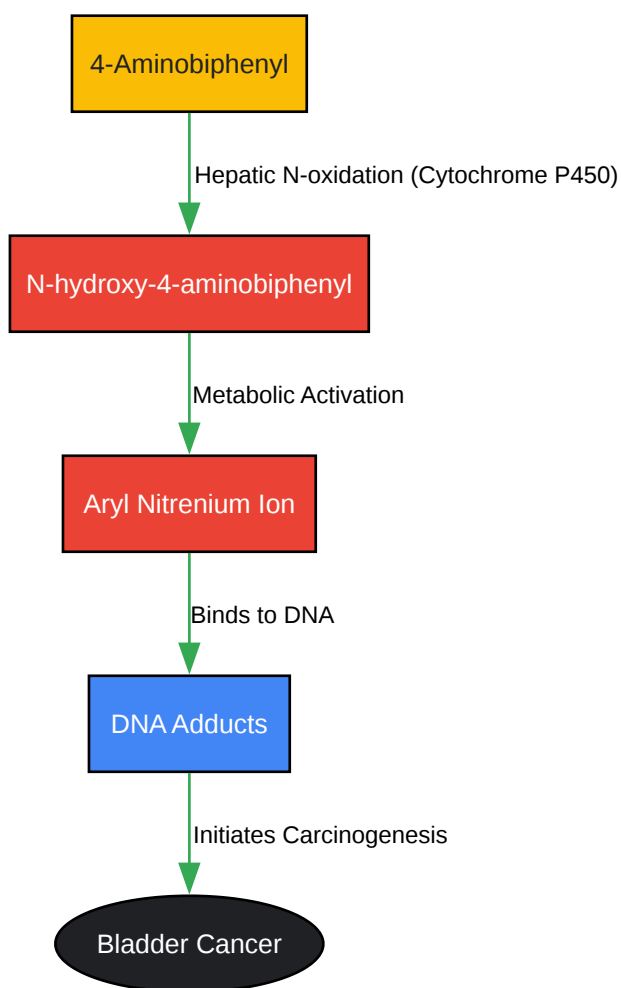 4-Aminobiphenyl
Hepatic N-oxidation (Cytochrome P450)
N-hydroxy-4-aminobiphenyl
Metabolic Activation
Aryl Nitrenium Ion
Binds to DNA
DNA Adducts
Initiates Carcinogenesis
Bladder Cancer